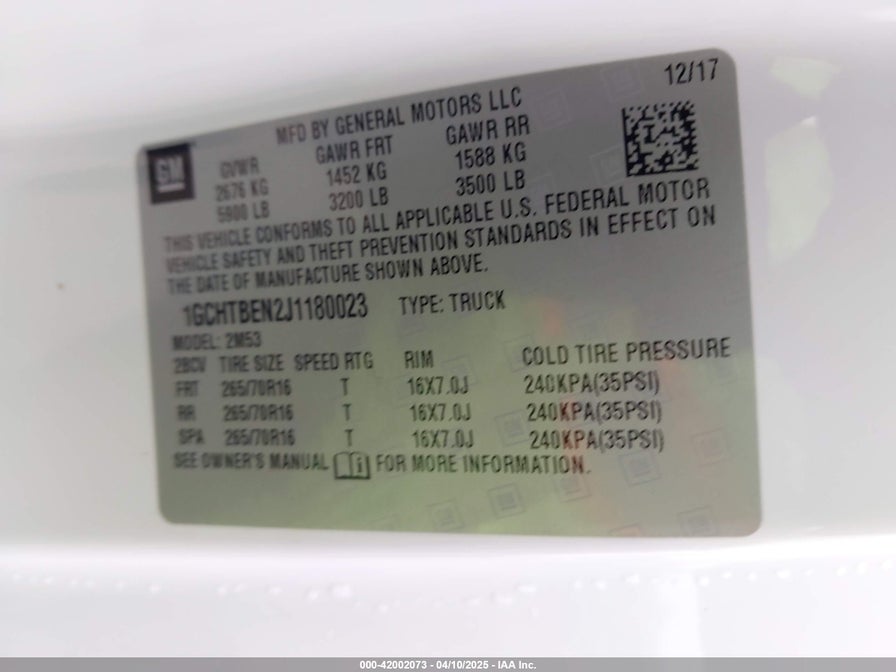 12/17
MFD BY GENERAL MOTORS LLC
GM
GVWR GAWR FRT GAWR RR
2676 KG 1452 KG 1588 KG
5900 LB 3200 LB 3500 LB
THIS VEHICLE CONFORMS TO ALL APPLICABLE U.S. FEDERAL MOTOR
VEHICLE SAFETY AND THEFT PREVENTION STANDARDS IN EFFECT ON
THE DATE OF MANUFACTURE SHOWN ABOVE.
1GCHTBEN2J1180023 TYPE: TRUCK
MODEL: 2M53
2BCV TIRE SIZE SPEED RTG RIM COLD TIRE PRESSURE
FRT 265/70R16 T 16X7.0J 240KPA(35PSI)
RR 265/70R16 T 16X7.0J 240KPA(35PSI)
SPA 265/70R16 T 16X7.0J 240KPA(35PSI)
SEE OWNER'S MANUAL FOR MORE INFORMATION.
000-42002073 - 04/10/2025 - IAA Inc.